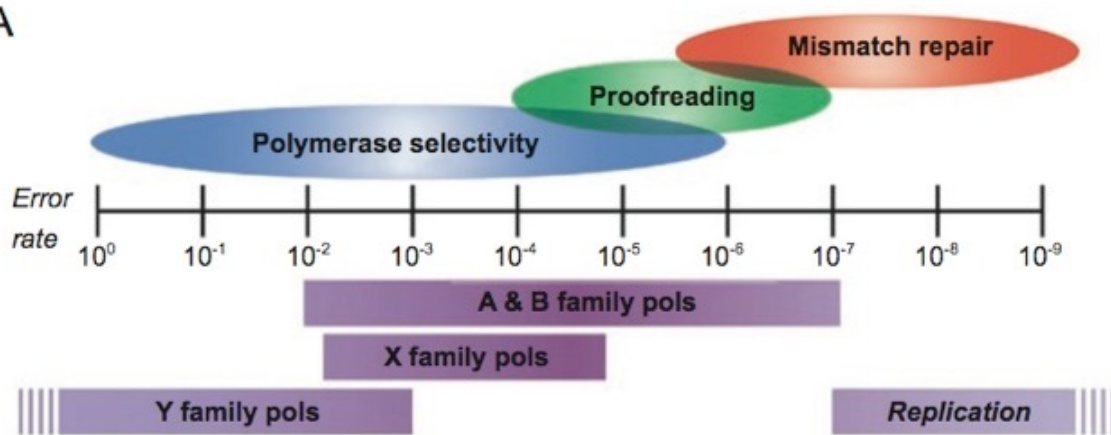 A
Mismatch repair
Proofreading
Polymerase selectivity
Error
rate
10⁰ 10⁻¹ 10⁻² 10⁻³ 10⁻⁴ 10⁻⁵ 10⁻⁶ 10⁻⁷ 10⁻⁸ 10⁻⁹
A & B family pols
X family pols
Y family pols Replication